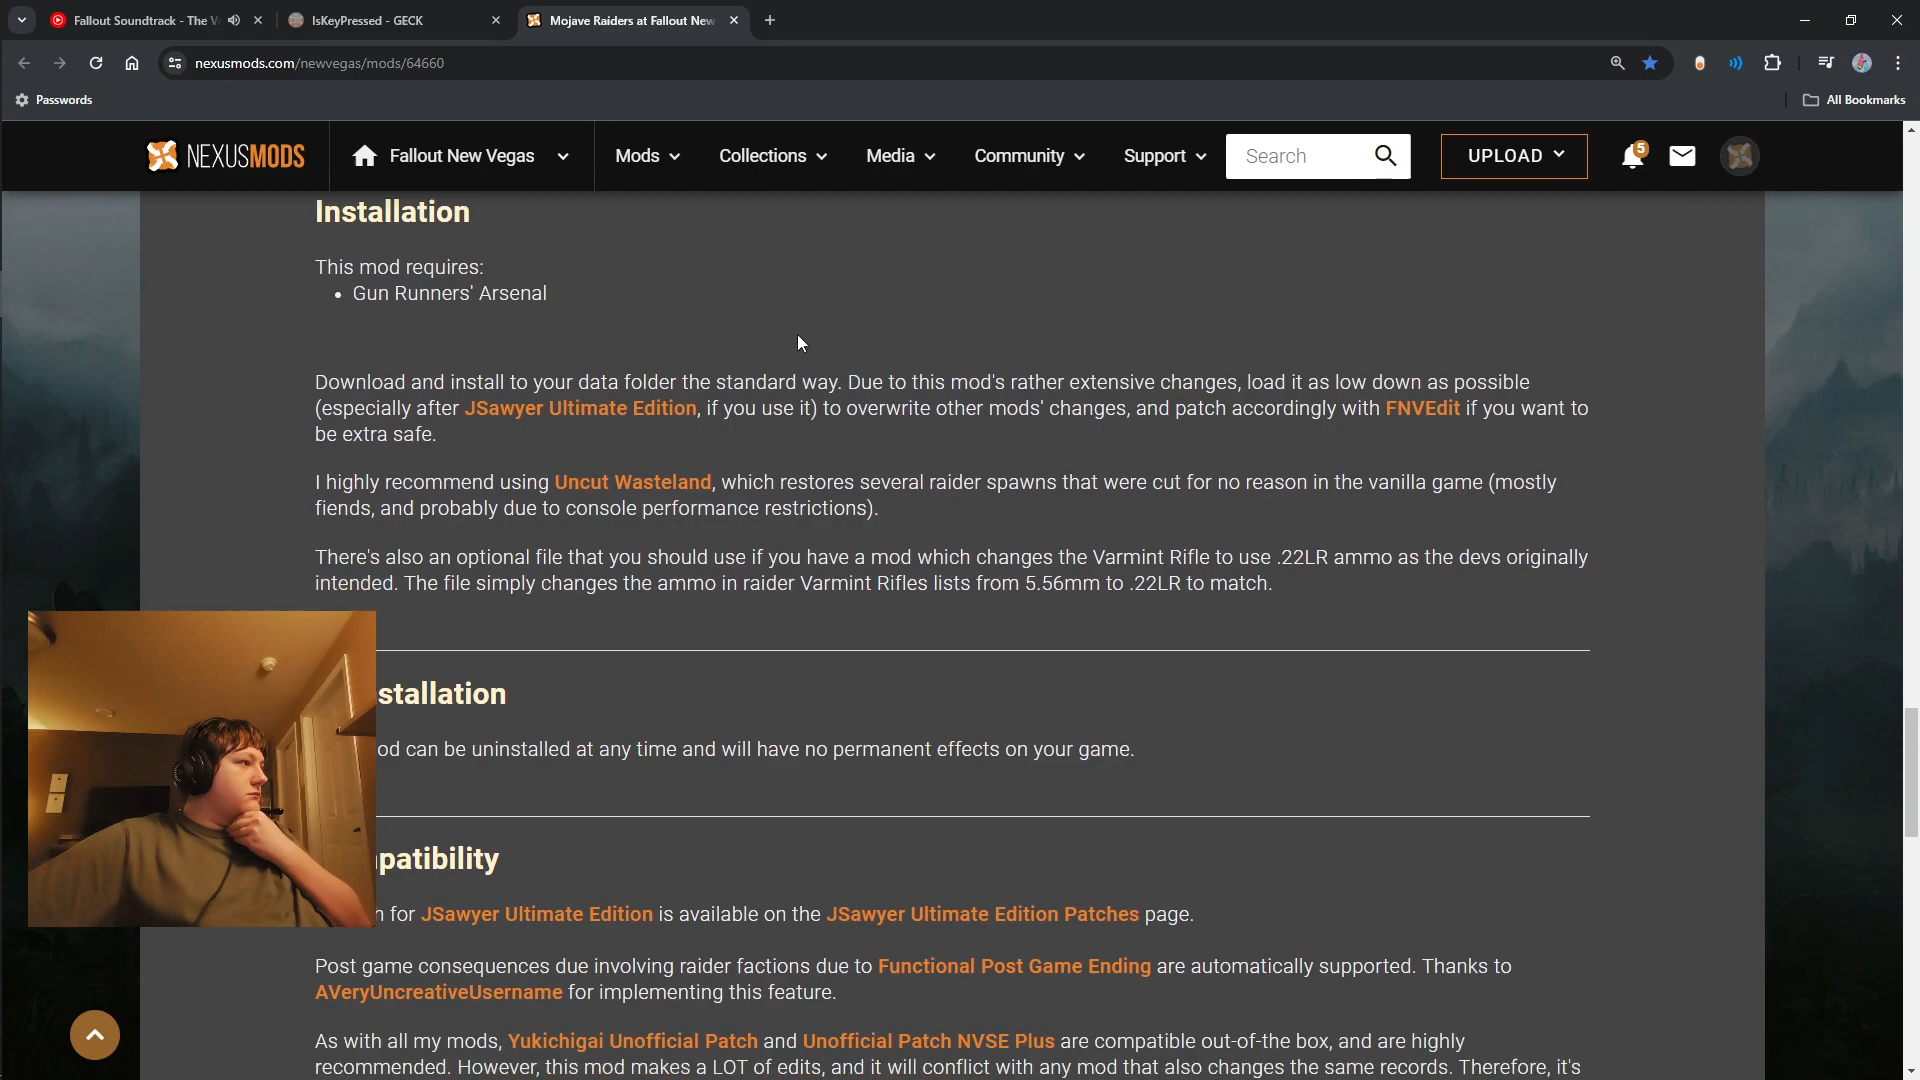 Fallout Soundtrack - The V
IsKeyPressed - GECK
Mojave Raiders at Fallout New
nexusmods.com/newvegas/mods/64660
Passwords
All Bookmarks
NEXUSMODS
Fallout New Vegas
Mods
Collections
Media
Community
Support
Search
UPLOAD
5
Installation
This mod requires:
• Gun Runners' Arsenal
Download and install to your data folder the standard way. Due to this mod's rather extensive changes, load it as low down as possible
(especially after JSawyer Ultimate Edition, if you use it) to overwrite other mods' changes, and patch accordingly with FNVEdit if you want to
be extra safe.
I highly recommend using Uncut Wasteland, which restores several raider spawns that were cut for no reason in the vanilla game (mostly
fiends, and probably due to console performance restrictions).
There's also an optional file that you should use if you have a mod which changes the Varmint Rifle to use .22LR ammo as the devs originally
intended. The file simply changes the ammo in raider Varmint Rifles lists from 5.56mm to .22LR to match.
stallation
od can be uninstalled at any time and will have no permanent effects on your game.
patibility
for JSawyer Ultimate Edition is available on the JSawyer Ultimate Edition Patches page.
Post game consequences due involving raider factions due to Functional Post Game Ending are automatically supported. Thanks to
AVeryUncreativeUsername for implementing this feature.
As with all my mods, Yukichigai Unofficial Patch and Unofficial Patch NVSE Plus are compatible out-of-the box, and are highly
recommended. However, this mod makes a LOT of edits, and it will conflict with any mod that also changes the same records. Therefore, it's